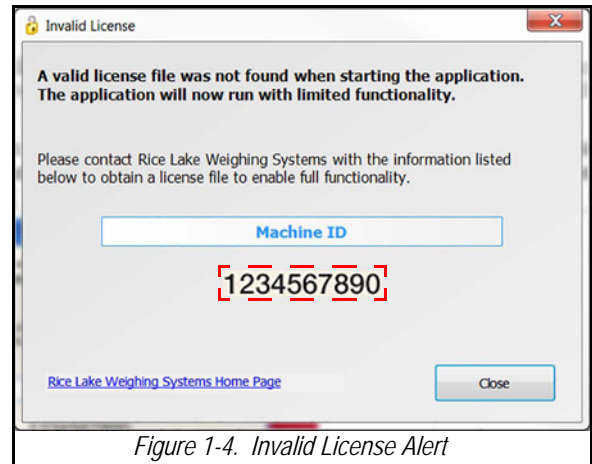 Invalid License
X
A valid license file was not found when starting the application.
The application will now run with limited functionality.
Please contact Rice Lake Weighing Systems with the information listed
below to obtain a license file to enable full functionality.
Machine ID
1234567890
Rice Lake Weighing Systems Home Page
Close
Figure 1-4. Invalid License Alert